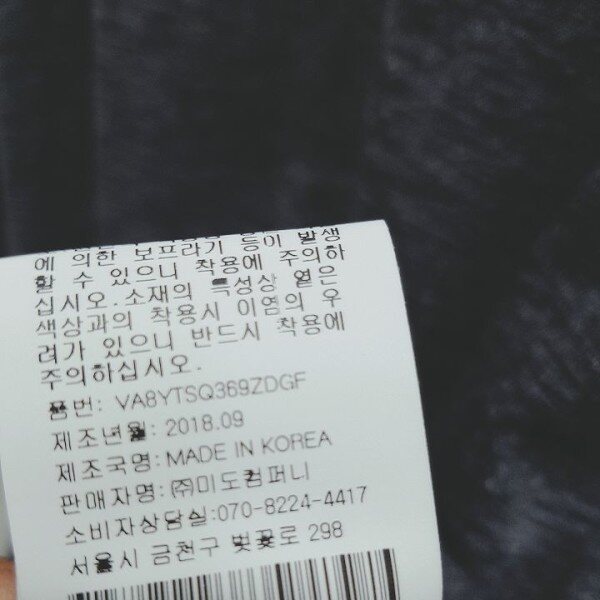 에 의한 보프라기 등이 발생
할 수 있으니 착용에 주의하
십시오.소재의 특성상 옅은
색상과의 착용시 이염의 우
려가 있으니 반드시 착용에
주의하십시오.
품번: VA8YTSQ369ZDGF
제조년월: 2018.09
제조국명:MADE IN KOREA
판매자명:㈜미도컴퍼니
소비자상담실:070-8224-4417
서울시 금천구 벚꽃로 298